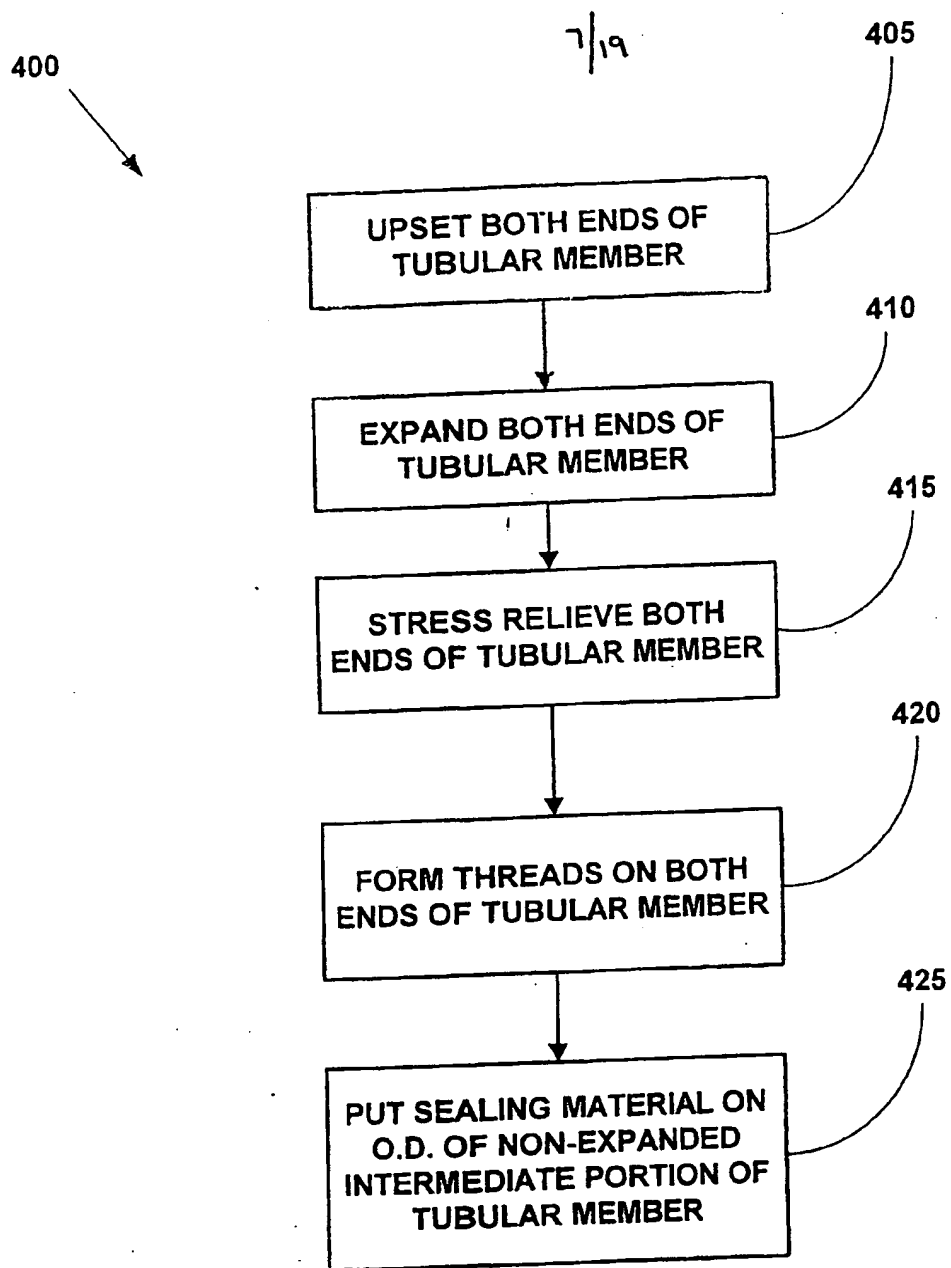 7/19
400
405
UPSET BOTH ENDS OF
TUBULAR MEMBER
410
EXPAND BOTH ENDS OF
TUBULAR MEMBER
415
STRESS RELIEVE BOTH
ENDS OF TUBULAR MEMBER
420
FORM THREADS ON BOTH
ENDS OF TUBULAR MEMBER
425
PUT SEALING MATERIAL ON
O.D. OF NON-EXPANDED
INTERMEDIATE PORTION OF
TUBULAR MEMBER